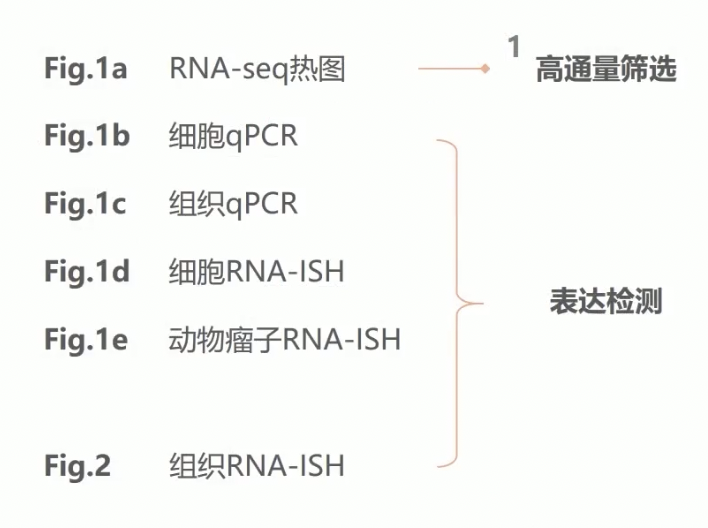 Fig.1a RNA-seq热图 1 高通量筛选
Fig.1b 细胞qPCR
Fig.1c 组织qPCR
Fig.1d 细胞RNA-ISH
表达检测
Fig.1e 动物瘤子RNA-ISH
Fig.2 组织RNA-ISH